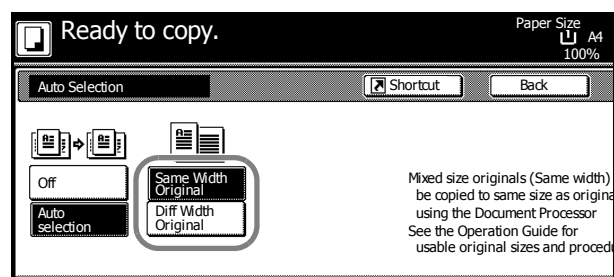 Ready to copy.
Paper Size
A4
100%
Auto Selection
Shortcut
Back
Off
Auto
selection
Same Width
Original
Diff Width
Original
Mixed size originals (Same width)
be copied to same size as origina
using the Document Processor
See the Operation Guide for
usable original sizes and procedu